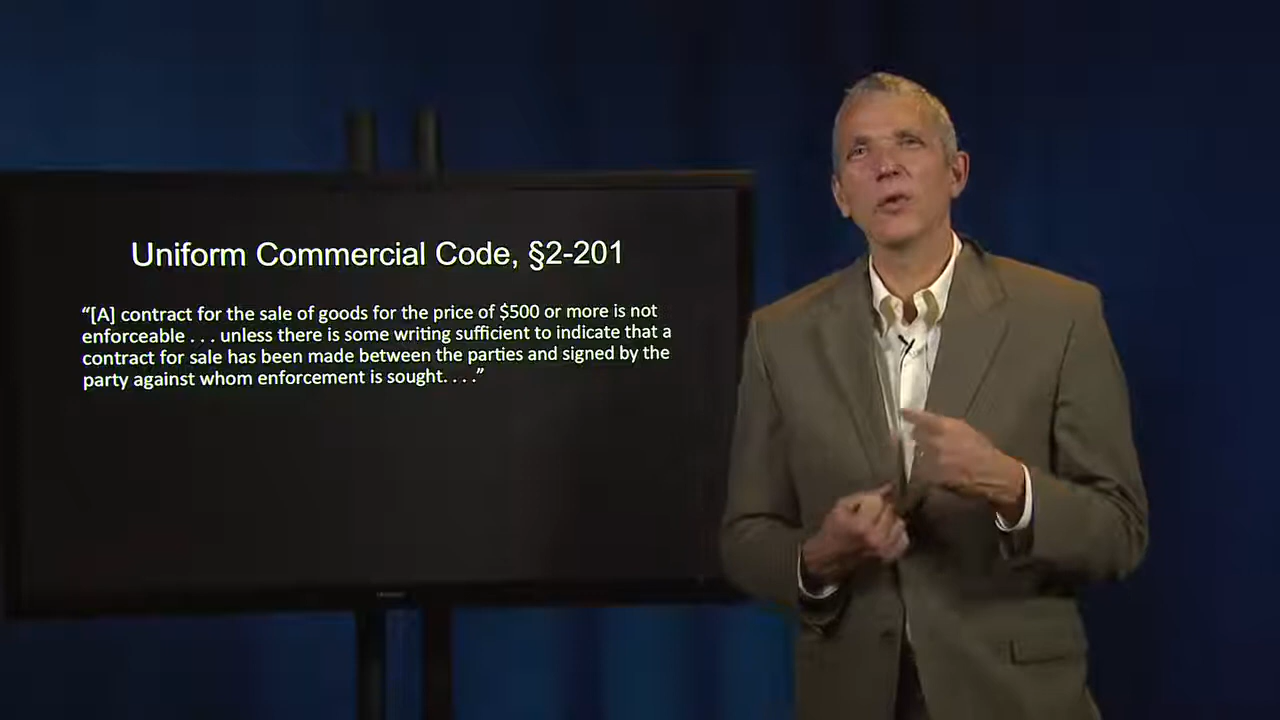 Uniform Commercial Code, §2-201
“[A] contract for the sale of goods for the price of $500 or more is not
enforceable . . . unless there is some writing sufficient to indicate that a
contract for sale has been made between the parties and signed by the
party against whom enforcement is sought. . . .”